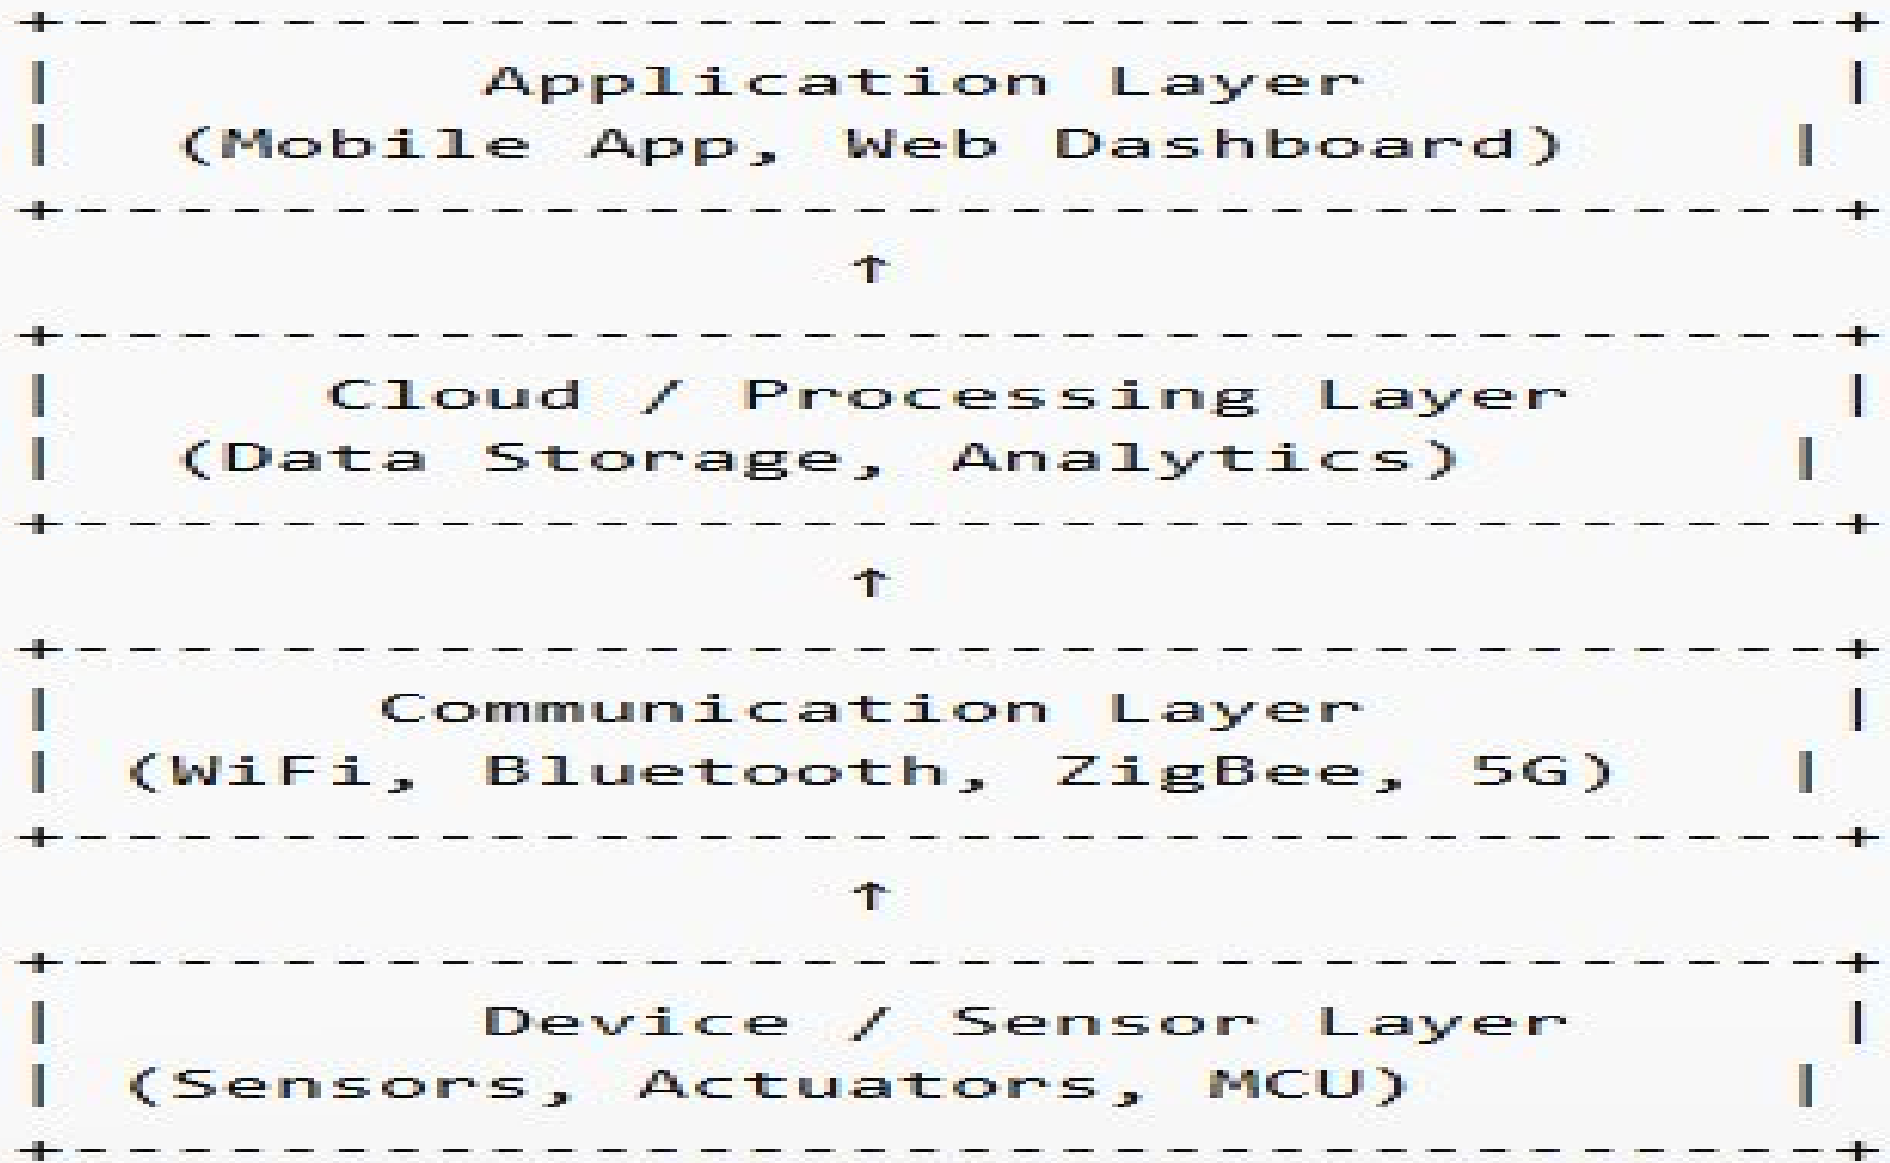 +-----------------------------------+
|        Application Layer         |
|  (Mobile App, Web Dashboard)    |
+-----------------------------------+
↑
+-----------------------------------+
|     Cloud / Processing Layer     |
|  (Data Storage, Analytics)      |
+-----------------------------------+
↑
+-----------------------------------+
|      Communication Layer         |
| (WiFi, Bluetooth, ZigBee, 5G)   |
+-----------------------------------+
↑
+-----------------------------------+
|        Device / Sensor Layer     |
| (Sensors, Actuators, MCU)       |
+-----------------------------------+